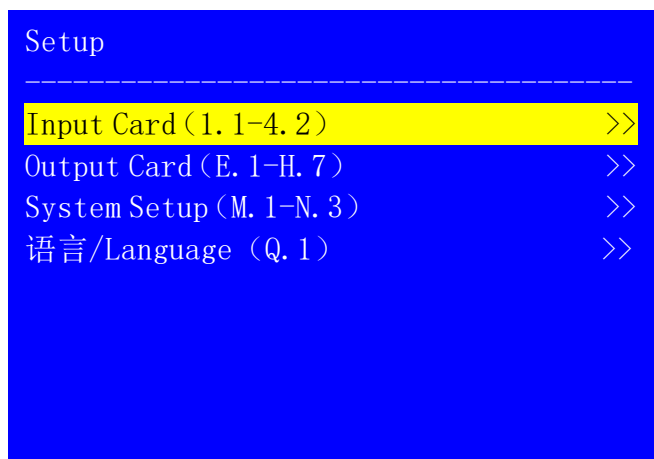 Setup
--------------------------------------
Input Card(1.1-4.2) >>
Output Card(E.1-H.7) >>
System Setup(M.1-N.3) >>
语言/Language (Q.1) >>